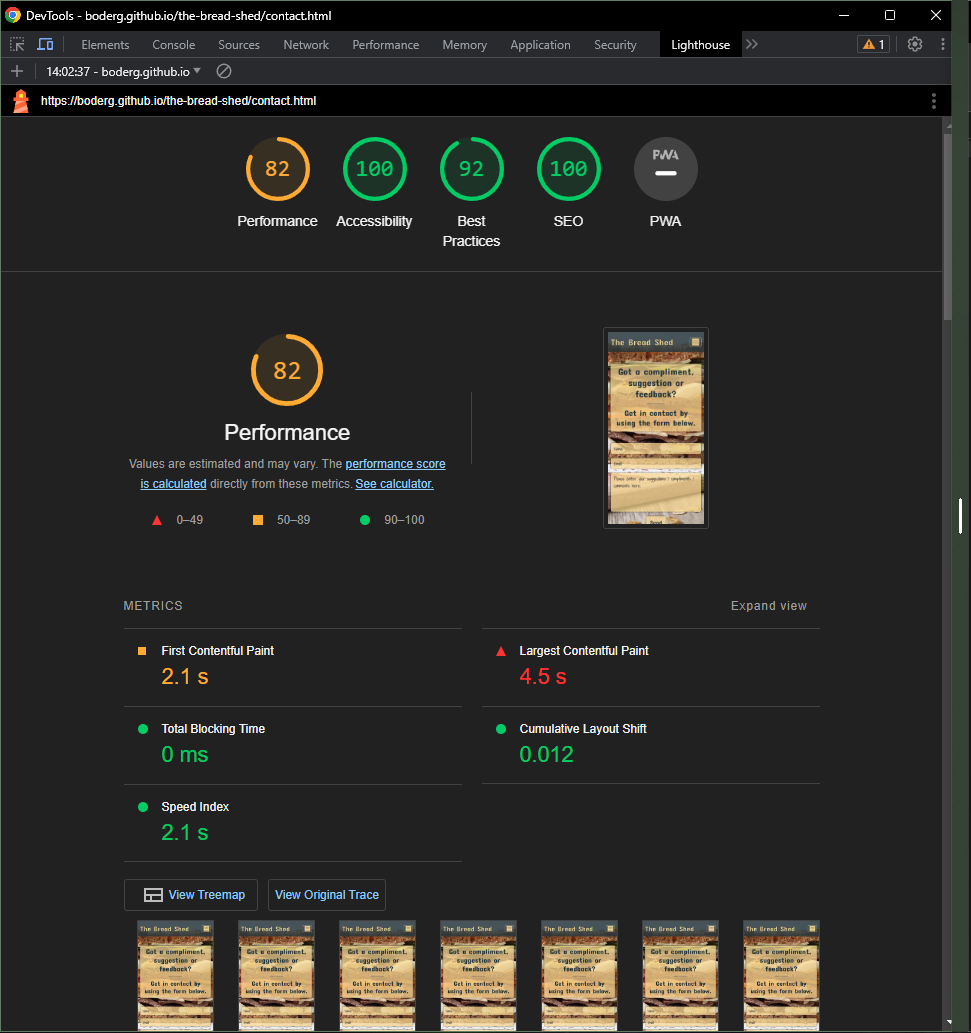 DevTools - boderg.github.io/the-bread-shed/contact.html
Elements Console Sources Network Performance Memory Application Security Lighthouse 1
14:02:37 - boderg.github.io
https://boderg.github.io/the-bread-shed/contact.html
82 100 92 100 PWA
Performance Accessibility Best Practices SEO PWA
82
Performance
Values are estimated and may vary. The performance score
is calculated directly from these metrics. See calculator.
0–49 50–89 90–100
The Bread Shed
Got a compliment,
suggestion or
feedback?
Get in contact by
using the form below.
Name
Email
METRICS Expand view
First Contentful Paint
2.1 s
Largest Contentful Paint
4.5 s
Total Blocking Time
0 ms
Cumulative Layout Shift
0.012
Speed Index
2.1 s
View Treemap View Original Trace
The Bread Shed The Bread Shed The Bread Shed The Bread Shed The Bread Shed The Bread Shed The Bread Shed
Got a compliment, Got a compliment, Got a compliment, Got a compliment, Got a compliment, Got a compliment, Got a compliment,
suggestion or suggestion or suggestion or suggestion or suggestion or suggestion or suggestion or
feedback? feedback? feedback? feedback? feedback? feedback? feedback?
Get in contact by Get in contact by Get in contact by Get in contact by Get in contact by Get in contact by Get in contact by
using the form below. using the form below. using the form below. using the form below. using the form below. using the form below. using the form below.